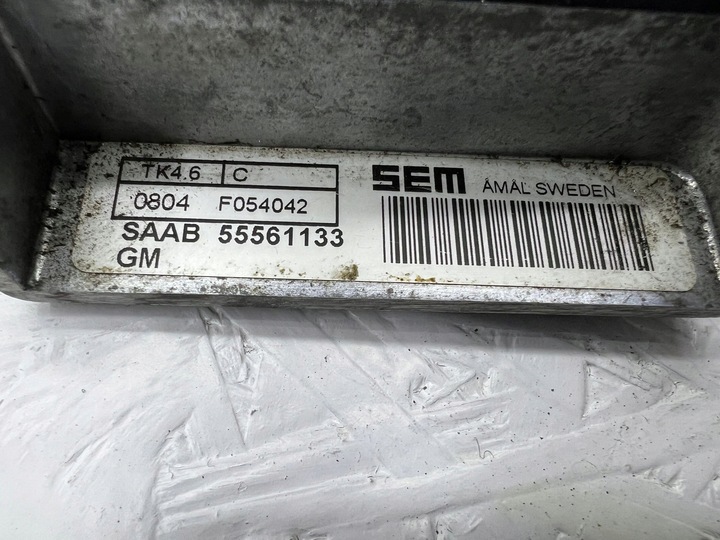 TK4.6 C
0804 F054042
SAAB 55561133
GM
SEM ÅMÅL SWEDEN